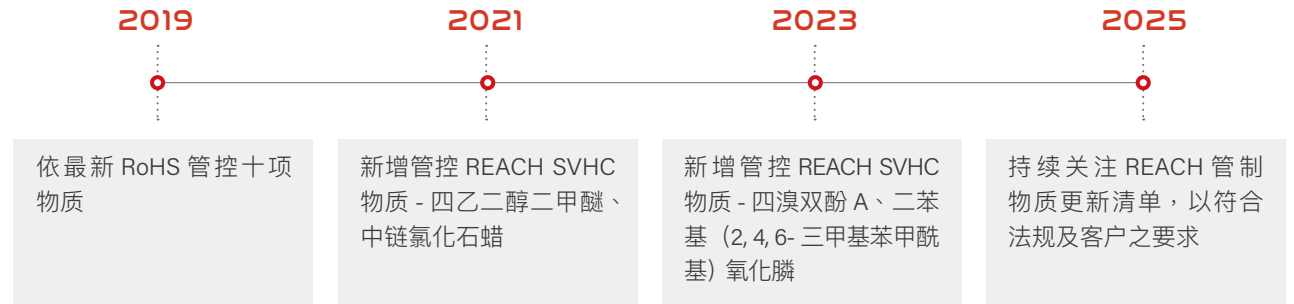 2019
2021
2023
2025
依最新 RoHS 管控十项
物质
新增管控 REACH SVHC
物质 - 四乙二醇二甲醚、
中链氯化石蜡
新增管控 REACH SVHC
物质 - 四溴双酚 A、二苯
基（2, 4, 6- 三甲基苯甲酰
基）氧化膦
持续关注 REACH 管制
物质更新清单，以符合
法规及客户之要求